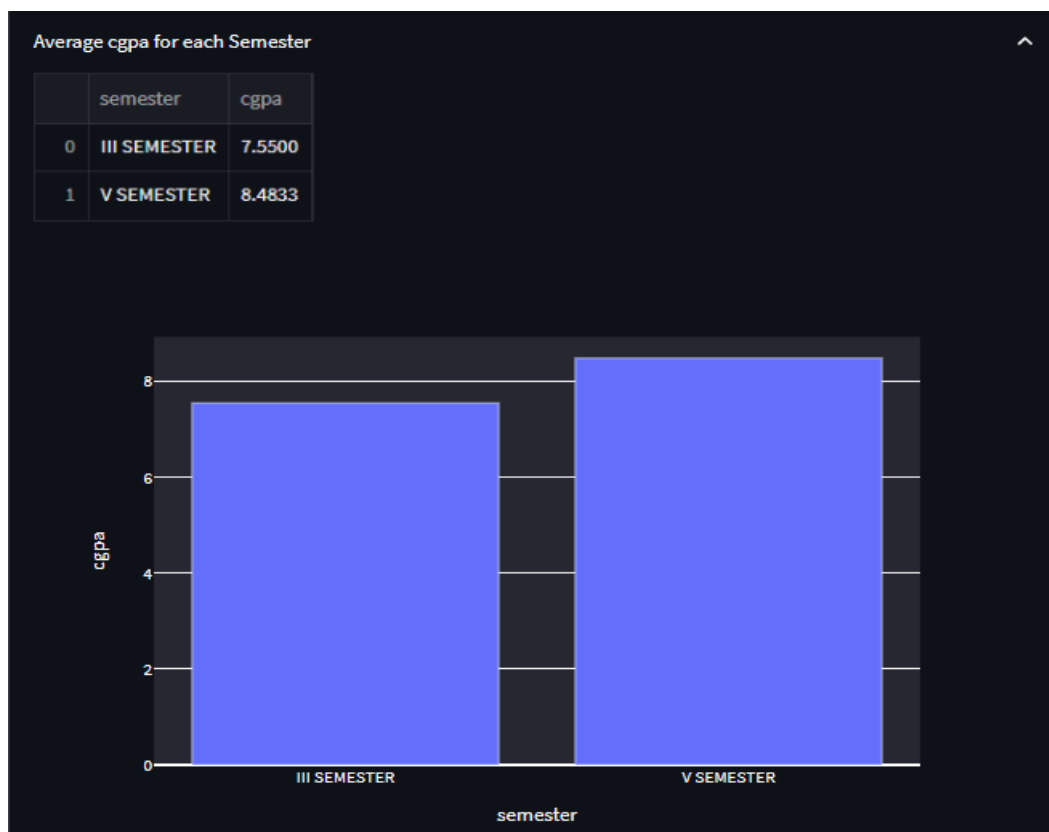 Average cgpa for each Semester
semester cgpa
0 III SEMESTER 7.5500
1 V SEMESTER 8.4833
8
6
4
2
0
cgpa
III SEMESTER V SEMESTER
semester